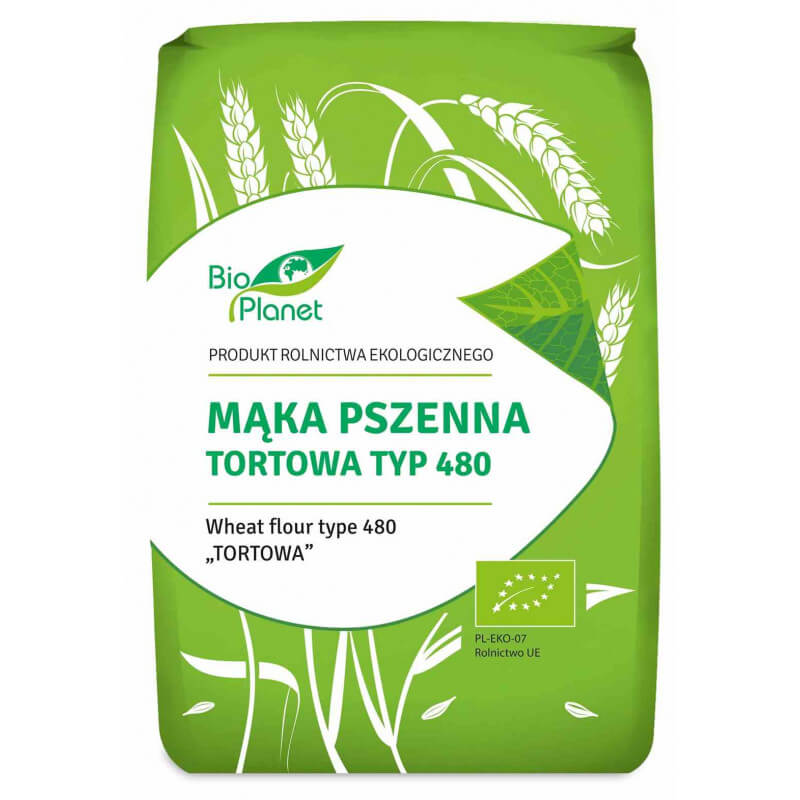 Bio
Planet
PRODUKT ROLNICTWA EKOLOGICZNEGO
MĄKA PSZENNA
TORTOWA TYP 480
Wheat flour type 480
„TORTOWA”
PL-EKO-07
Rolnictwo UE